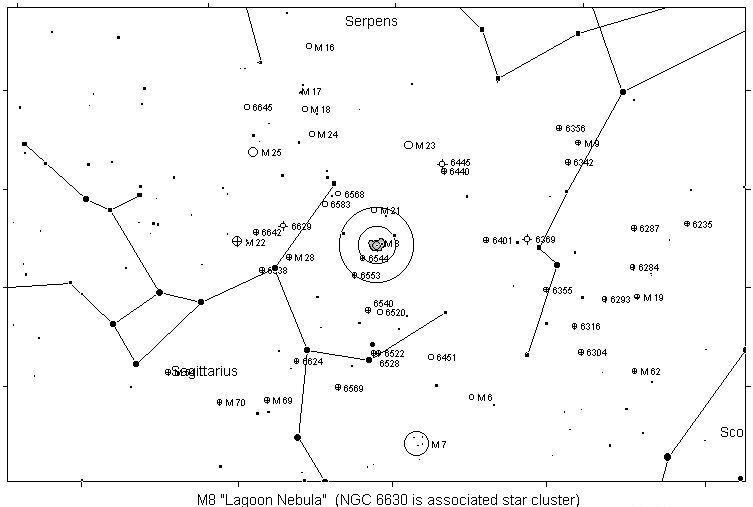 Serpens
M 16
M 17
6645
M 18
6356
M 24
M 9
M 23
M 25
6445
6342
6440
6568
6583
M 21
6629
6235
6642
6287
M 22
6401
6369
M 8
M 28
6544
6638
6284
6553
6355
6293
M 19
6540
6520
6316
6522
6304
6451
6624
6528
Sagittarius
M 62
6569
M 70
M 69
M 6
Sco
M 7
M8 "Lagoon Nebula" (NGC 6630 is associated star cluster)